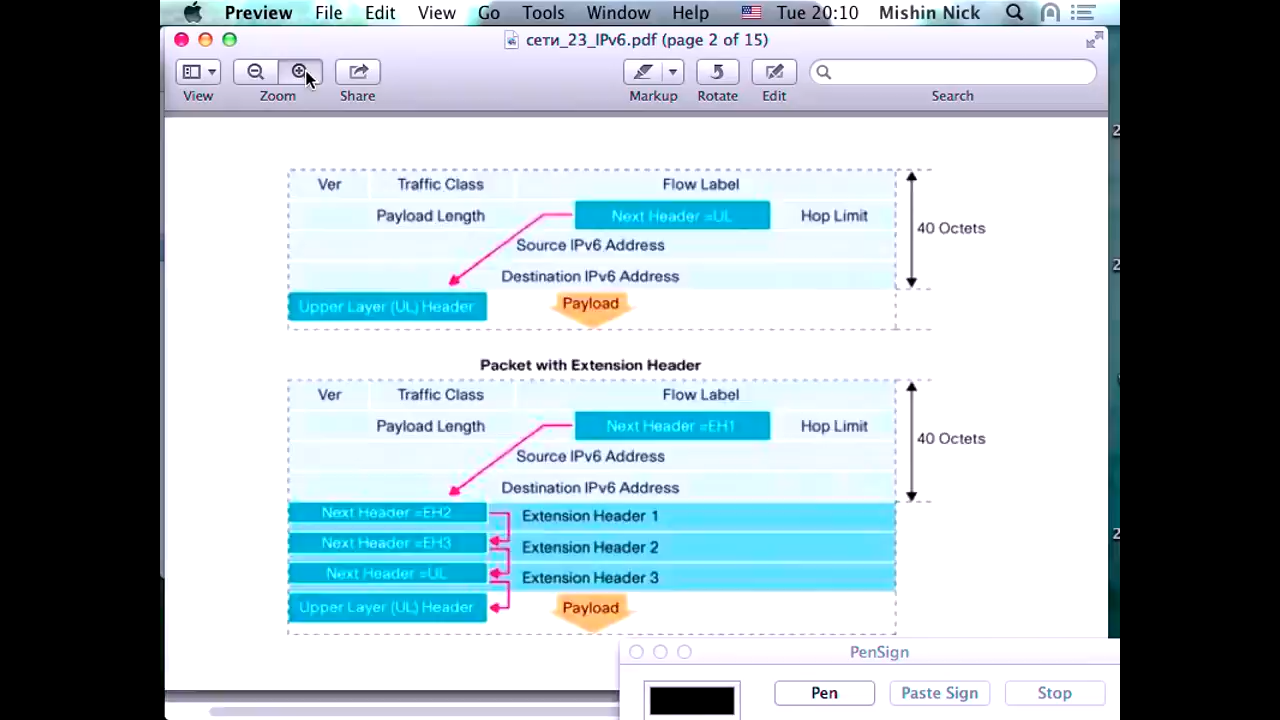 Preview File Edit View Go Tools Window Help Tue 20:10 Mishin Nick
сети_23_IPv6.pdf (page 2 of 15)
View Zoom Share Markup Rotate Edit Search
Ver Traffic Class Flow Label
Payload Length Next Header =UL Hop Limit
40 Octets
Source IPv6 Address
Destination IPv6 Address
Upper Layer (UL) Header Payload
Packet with Extension Header
Ver Traffic Class Flow Label
Payload Length Next Header =EH1 Hop Limit
40 Octets
Source IPv6 Address
Destination IPv6 Address
Next Header =EH2 Extension Header 1
Next Header =EH3 Extension Header 2
Next Header =UL Extension Header 3
Upper Layer (UL) Header Payload
PenSign
Pen Paste Sign Stop